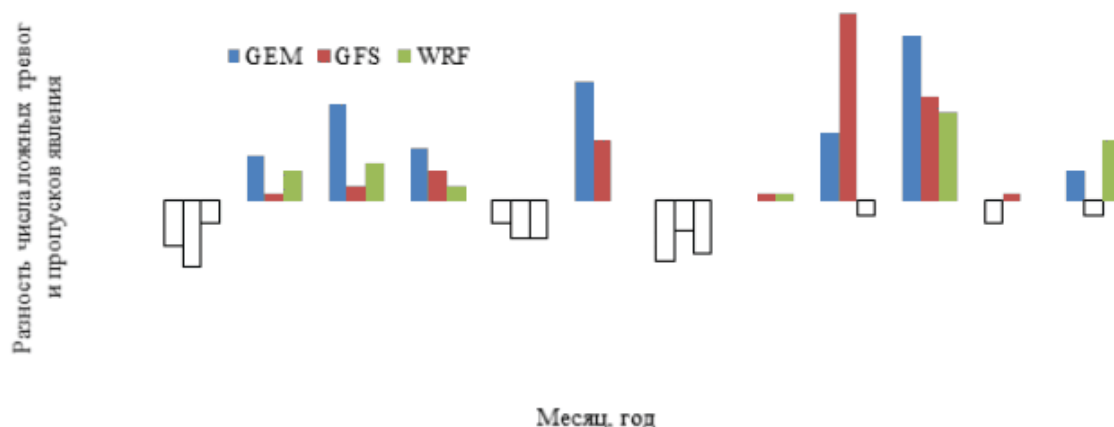 Разность числа ложных тревог
и пропусков явления
GEM GFS WRF
Месяц, год